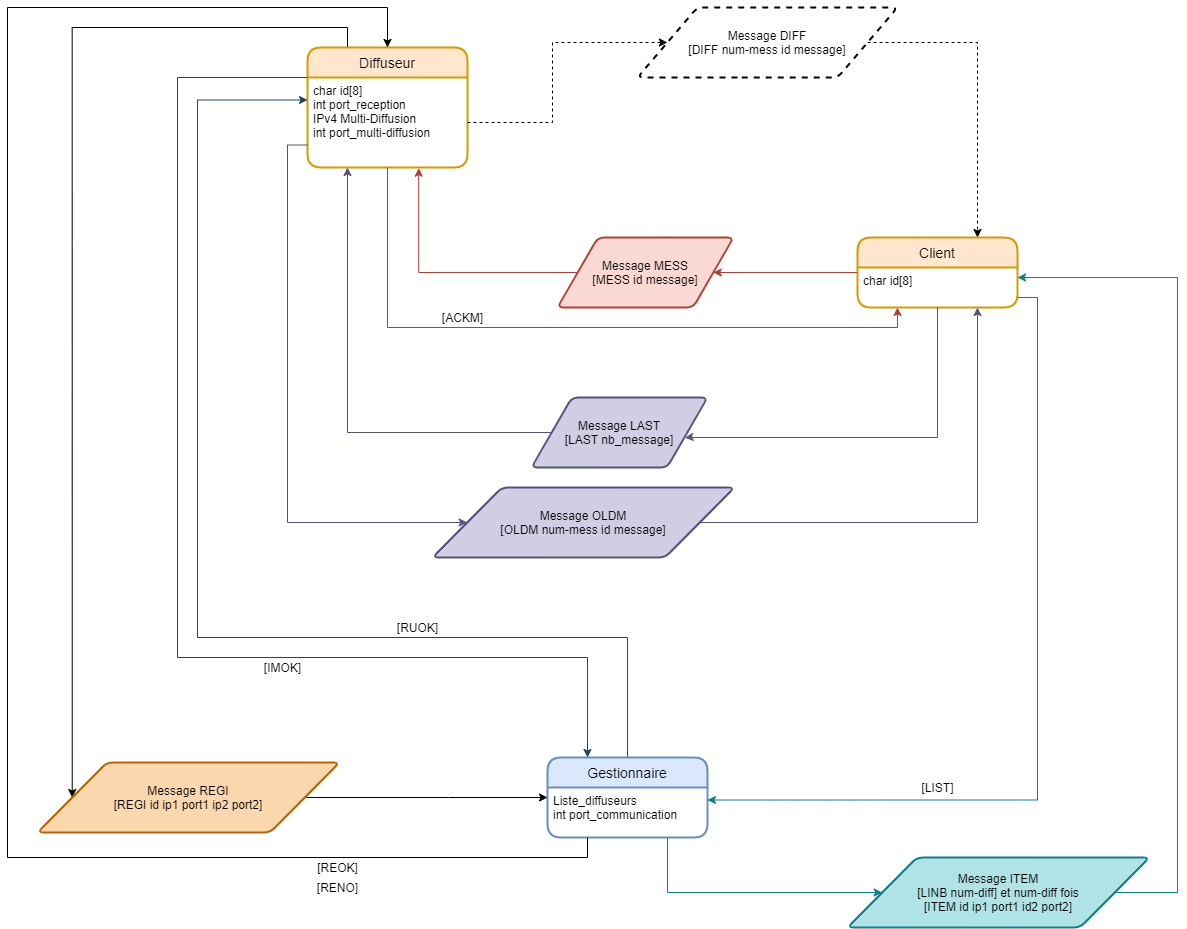 Message DIFF
[DIFF num-mess id message]
Diffuseur
char id[8]
int port_reception
IPv4 Multi-Diffusion
int port_multi-diffusion
Client
char id[8]
Message MESS
[MESS id message]
[ACKM]
Message LAST
[LAST nb_message]
Message OLDM
[OLDM num-mess id message]
[RUOK]
[IMOK]
Message REGI
[REGI id ip1 port1 ip2 port2]
Gestionnaire
Liste_diffuseurs
int port_communication
[LIST]
[REOK]
[RENO]
Message ITEM
[LINB num-diff] et num-diff fois
[ITEM id ip1 port1 id2 port2]